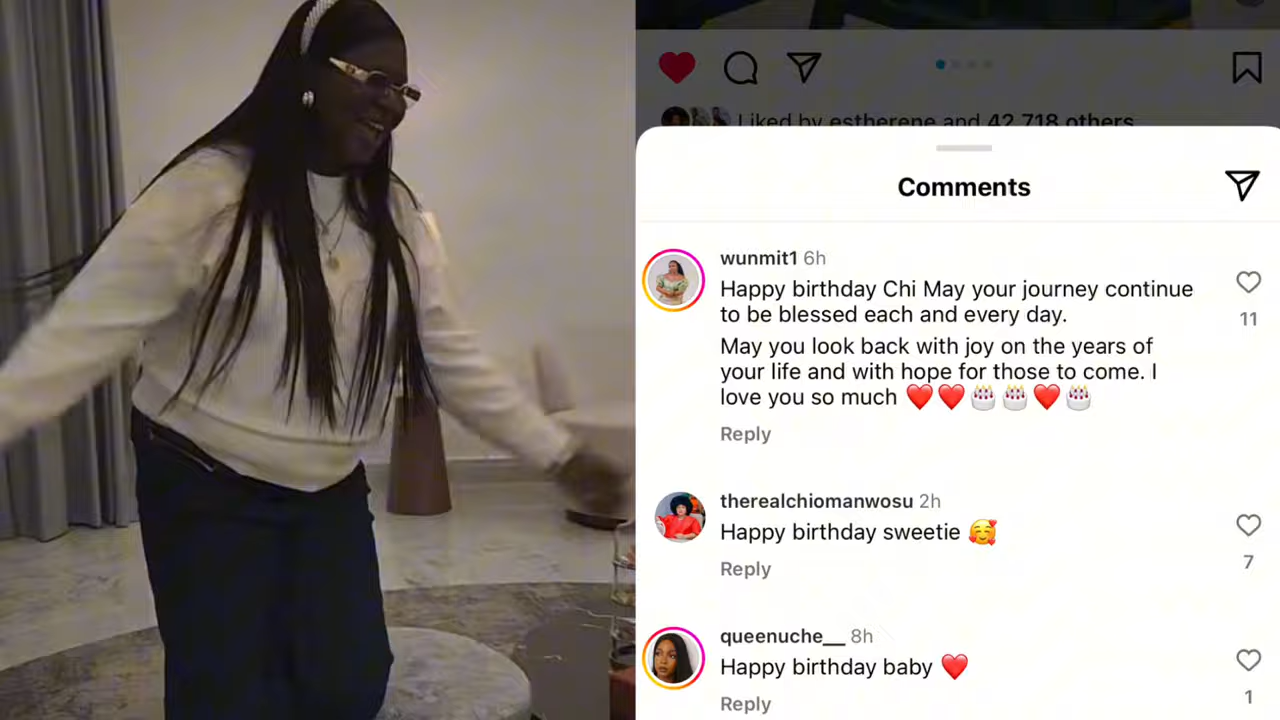 Liked by estherene and 42,718 others
Comments
wunmit1 6h
Happy birthday Chi May your journey continue
to be blessed each and every day.
May you look back with joy on the years of
your life and with hope for those to come. I
love you so much ❤️❤️🎂🎂❤️🎂
11
Reply
therealchiomanwosu 2h
Happy birthday sweetie 🥰
Reply
7
queenuche__ 8h
Happy birthday baby ❤️
Reply
1